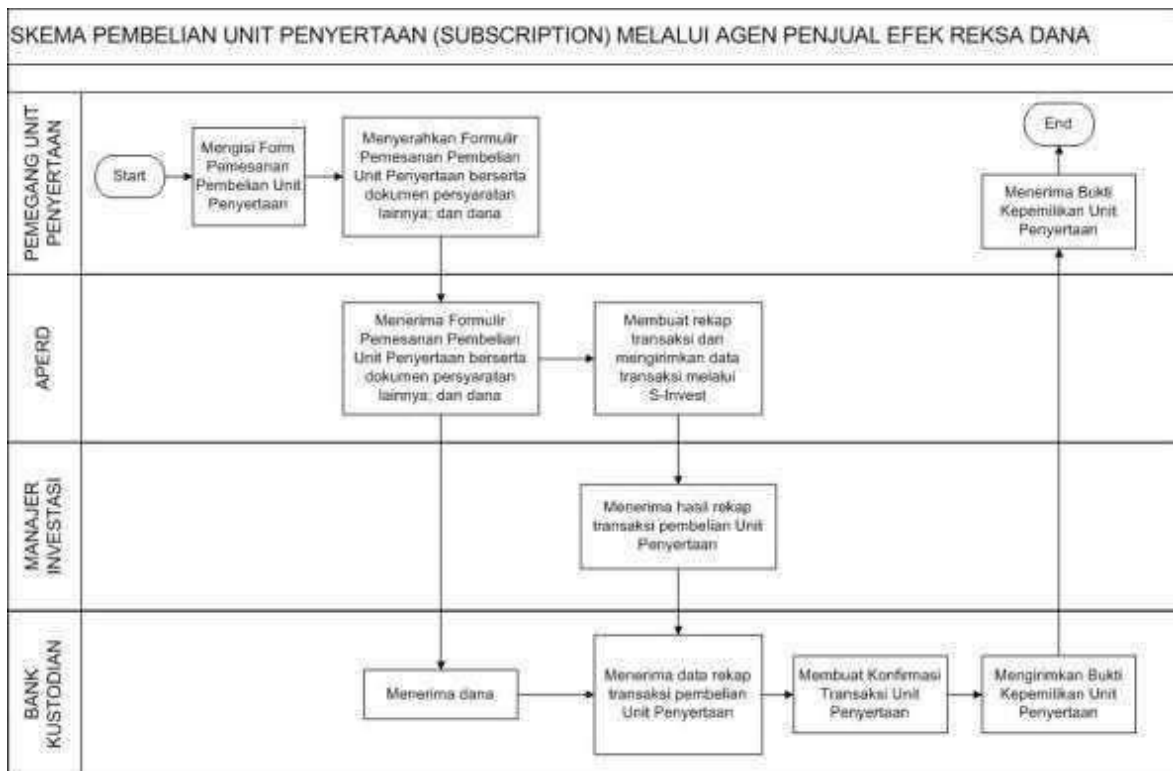 SKEMA PEMBELIAN UNIT PENYERTAAN (SUBSCRIPTION) MELALUI AGEN PENJUAL EFEK REKSA DANA
PEMEGANG UNIT
PENYERTAAN
Start
Mengisi Form
Pemesanan
Pembelian Unit
Penyertaan
Menyerahkan Formulir
Pemesanan Pembelian
Unit Penyertaan berserta
dokumen persyaratan
lainnya; dan dana
End
Menerima Bukti
Kepemilikan Unit
Penyertaan
APERD
Menerima Formulir
Pemesanan Pembelian
Unit Penyertaan berserta
dokumen persyaratan
lainnya; dan dana
Membuat rekap
transaksi dan
mengirimkan data
transaksi melalui
S-Invest
MANAJER
INVESTASI
Menerima hasil rekap
transaksi pembelian Unit
Penyertaan
BANK
KUSTODIAN
Menerima dana
Menerima data rekap
transaksi pembelian
Unit Penyertaan
Membuat Konfirmasi
Transaksi Unit
Penyertaan
Mengirimkan Bukti
Kepemilikan Unit
Penyertaan